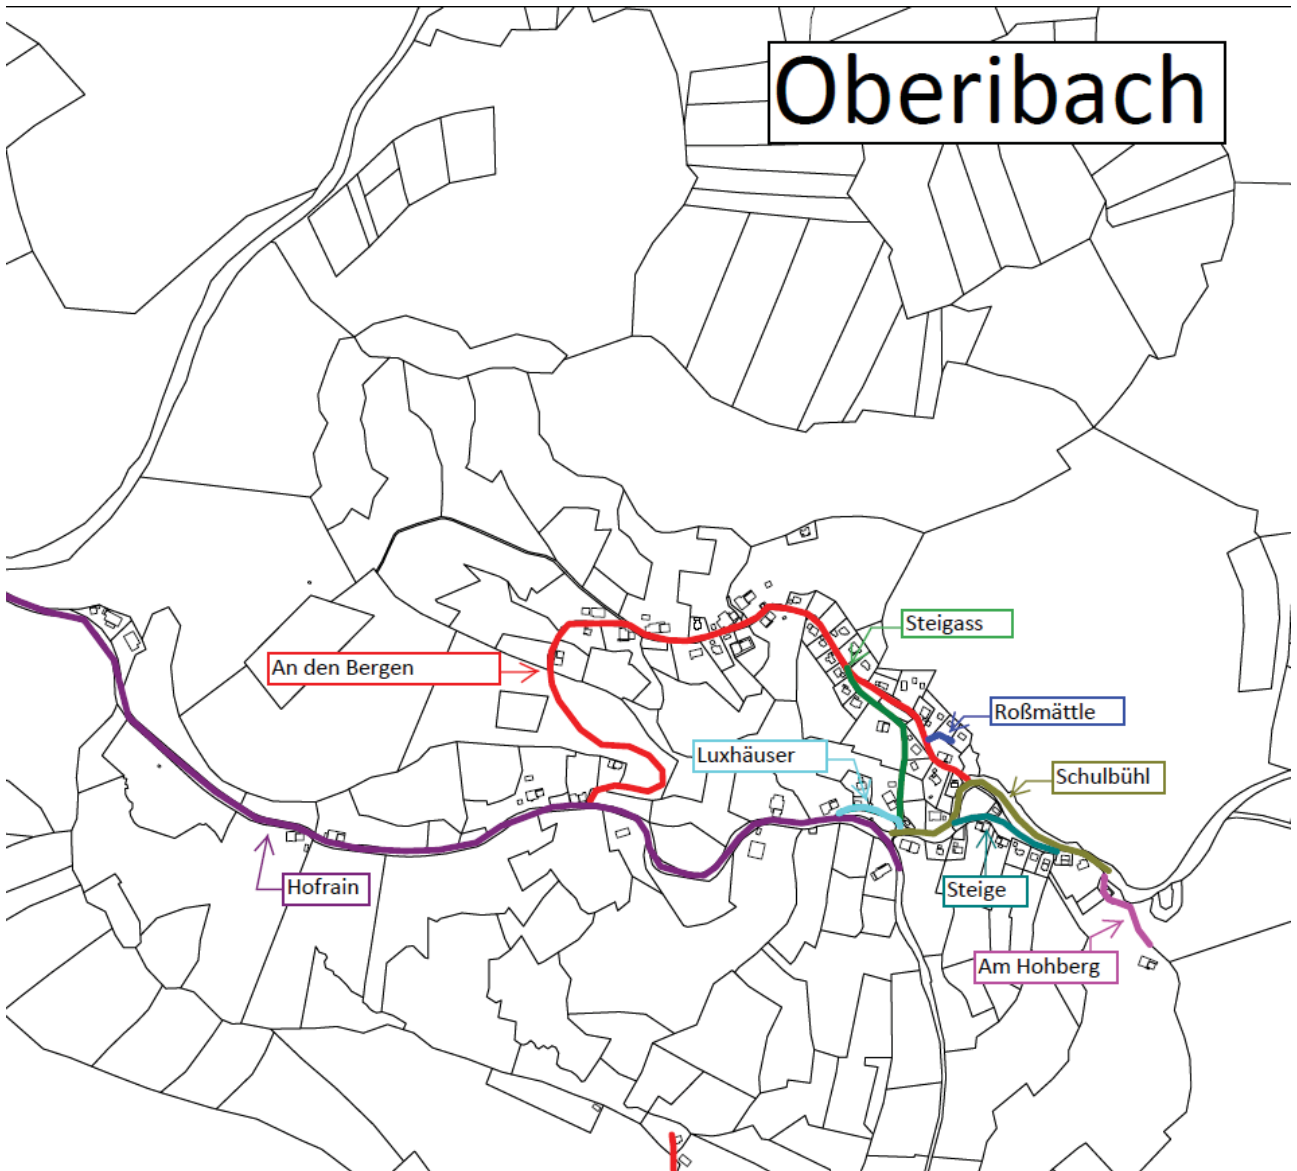 Oberibach
Steigass
An den Bergen
Roßmättle
Luxhäuser
Schulbühl
Hofrain
Steige
Am Hohberg